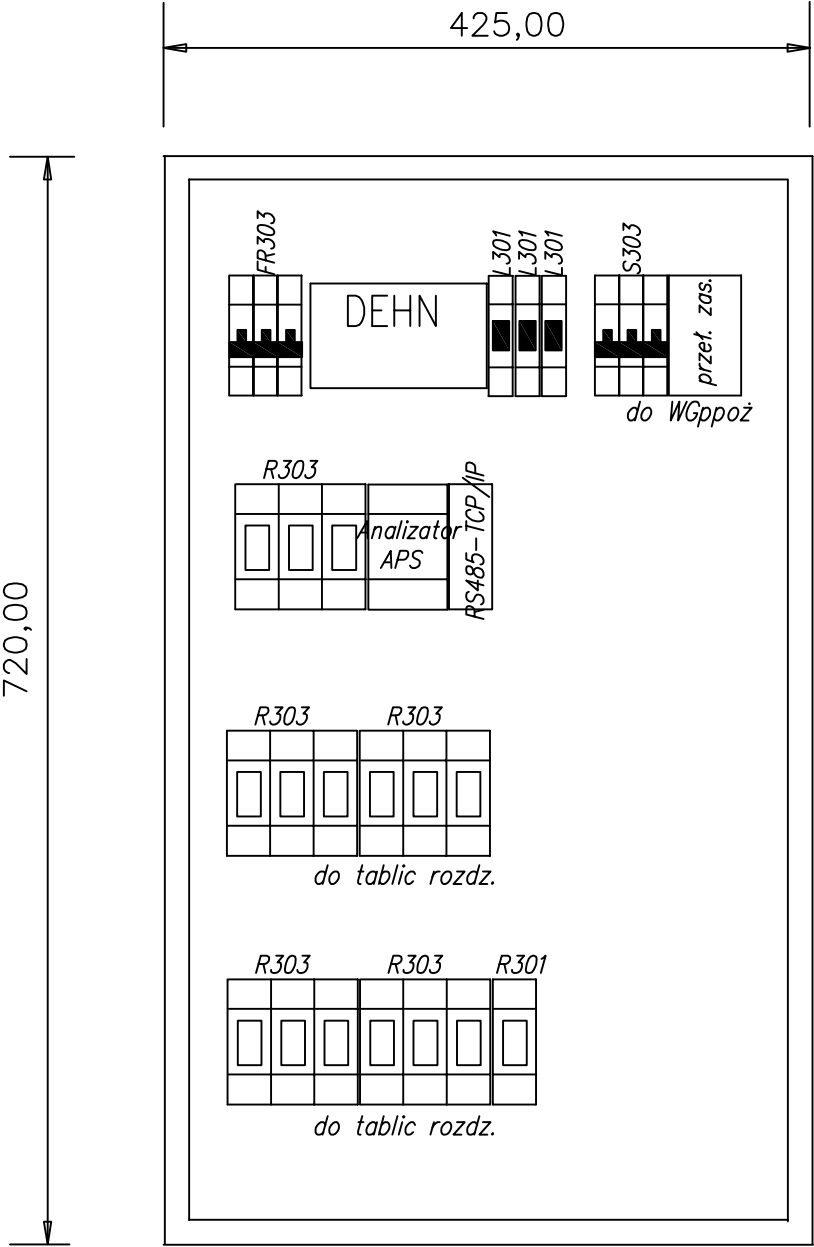 425,00
720,00
FR303
DEHN
L301
L301
L301
S303
przeł. zas.
do WGppoż
R303
Analizator
APS
RS485-TCP/IP
R303
R303
do tablic rozdz.
R303
R303
R301
do tablic rozdz.